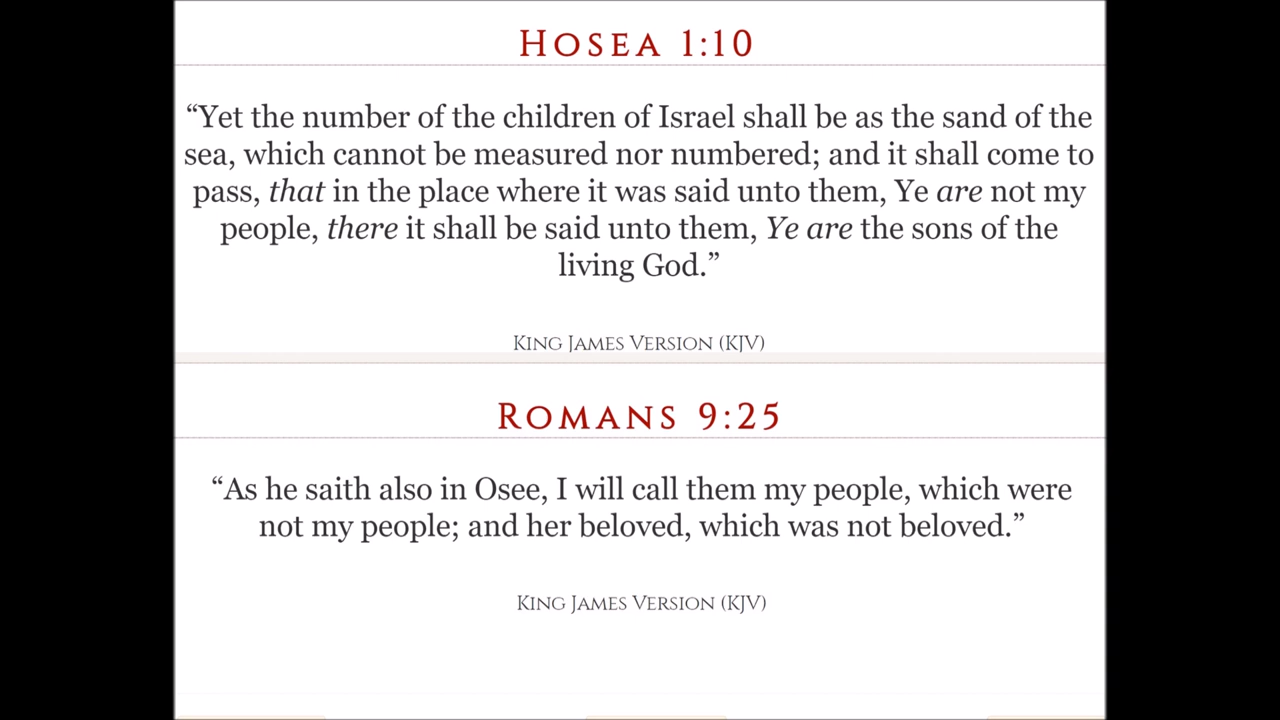 Hosea 1:10
“Yet the number of the children of Israel shall be as the sand of the
sea, which cannot be measured nor numbered; and it shall come to
pass, that in the place where it was said unto them, Ye are not my
people, there it shall be said unto them, Ye are the sons of the
living God.”
King James Version (KJV)
Romans 9:25
“As he saith also in Osee, I will call them my people, which were
not my people; and her beloved, which was not beloved.”
King James Version (KJV)